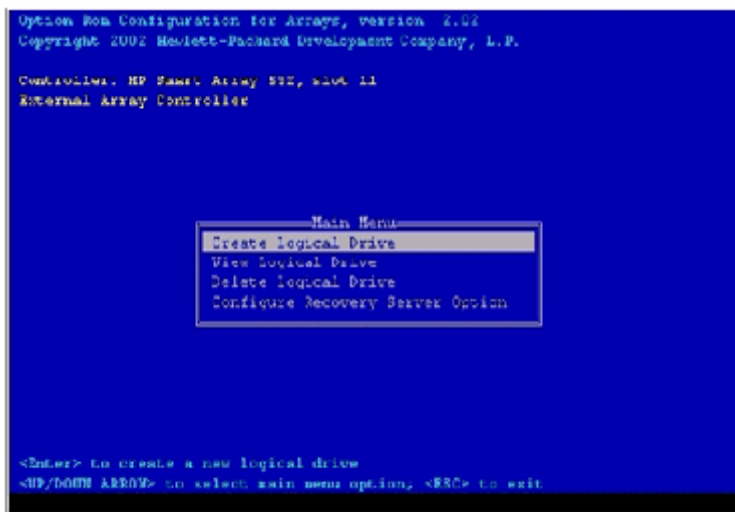 Option Rom Configuration for Arrays, version 2.02
Copyright 2002 Hewlett-Packard Development Company, L.P.
Controller: HP Smart Array 532, slot 11
External Array Controller
Main Menu
Create Logical Drive
View Logical Drive
Delete Logical Drive
Configure Recovery Server Option
<Enter> to create a new logical drive
<UP/DOWN ARROW> to select main menu option; <ESC> to exit